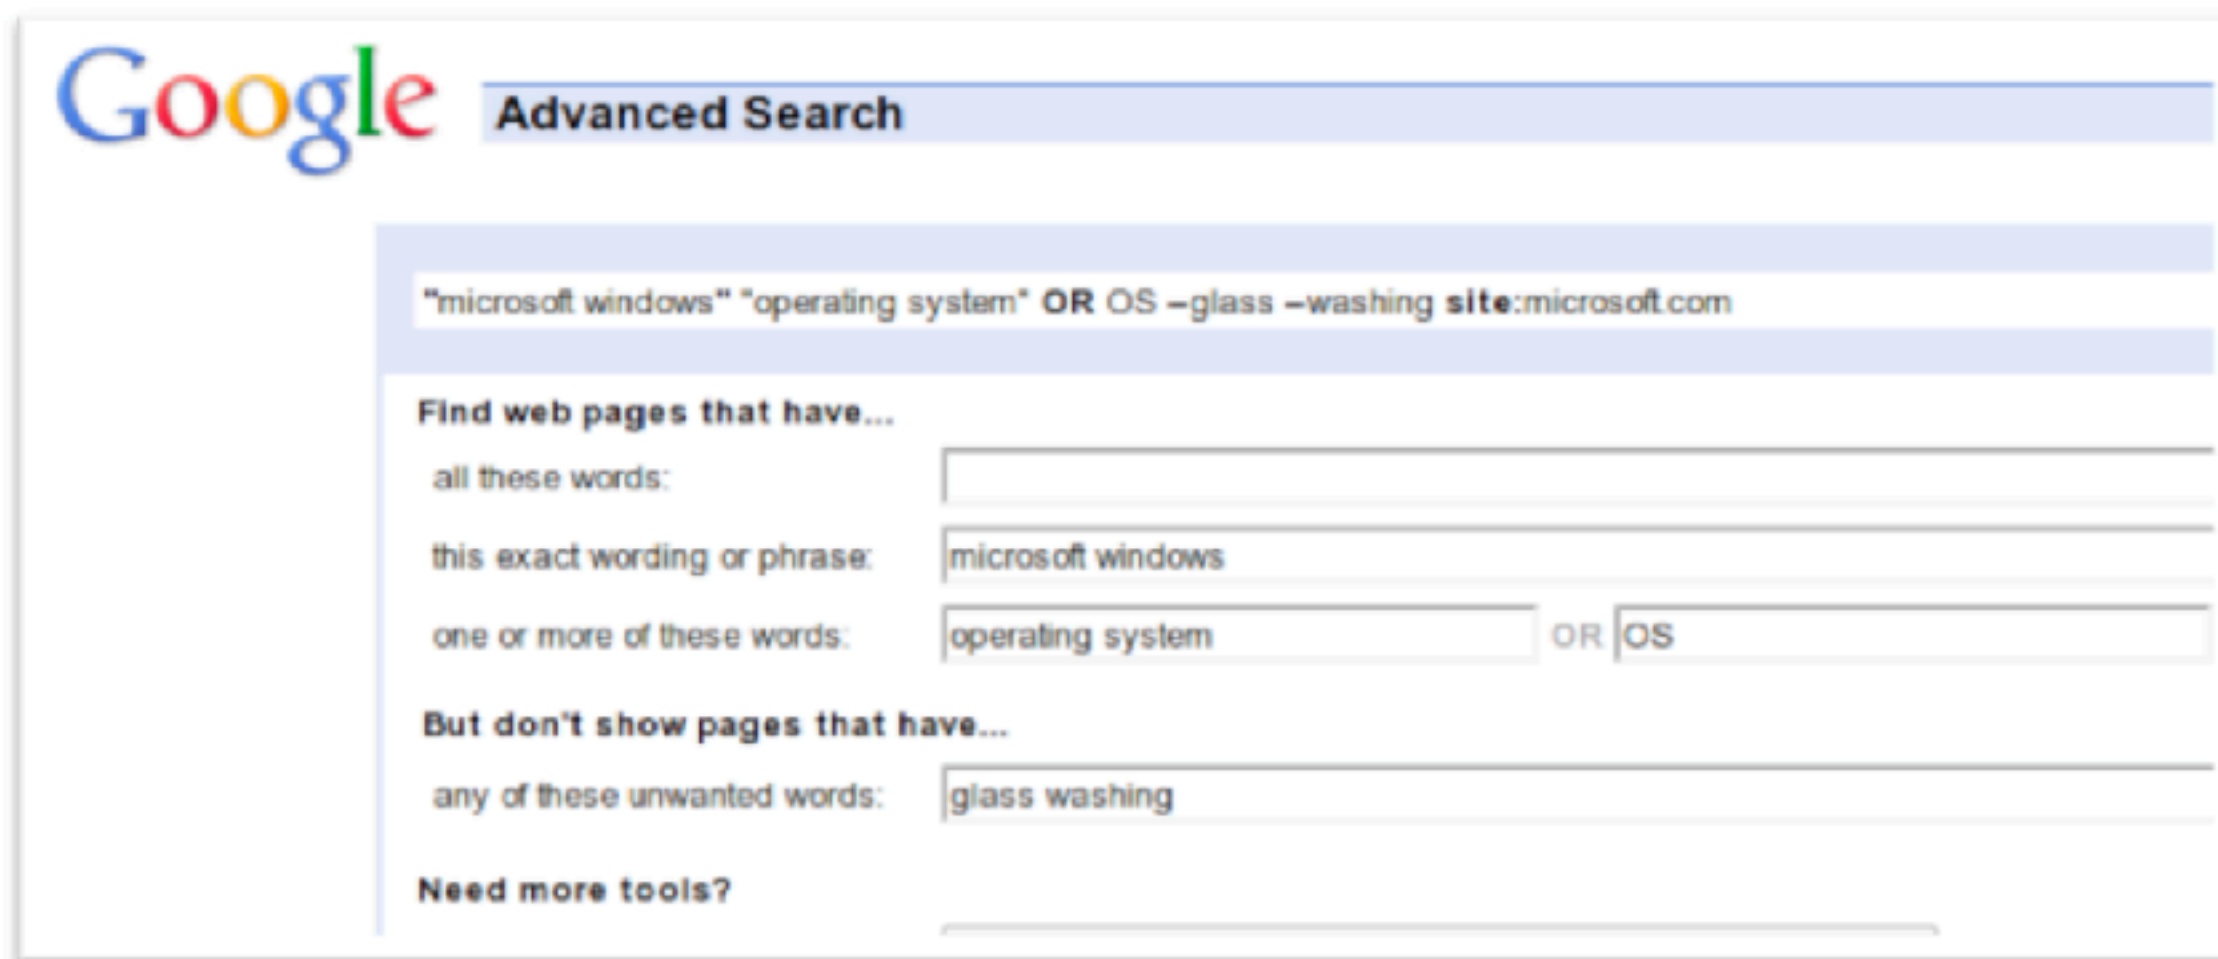 Google Advanced Search
"microsoft windows" "operating system" OR OS –glass –washing site:microsoft.com
Find web pages that have...
all these words:
this exact wording or phrase: microsoft windows
one or more of these words: operating system OR OS
But don't show pages that have...
any of these unwanted words: glass washing
Need more tools?